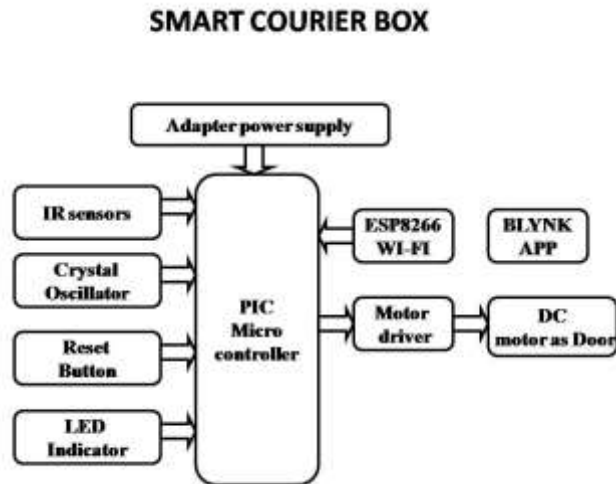 SMART COURIER BOX
Adapter power supply
IR sensors
Crystal
Oscillator
Reset
Button
LED
Indicator
PIC
Micro
controller
ESP8266
WI-FI
BLYNK
APP
Motor
driver
DC
motor as Door